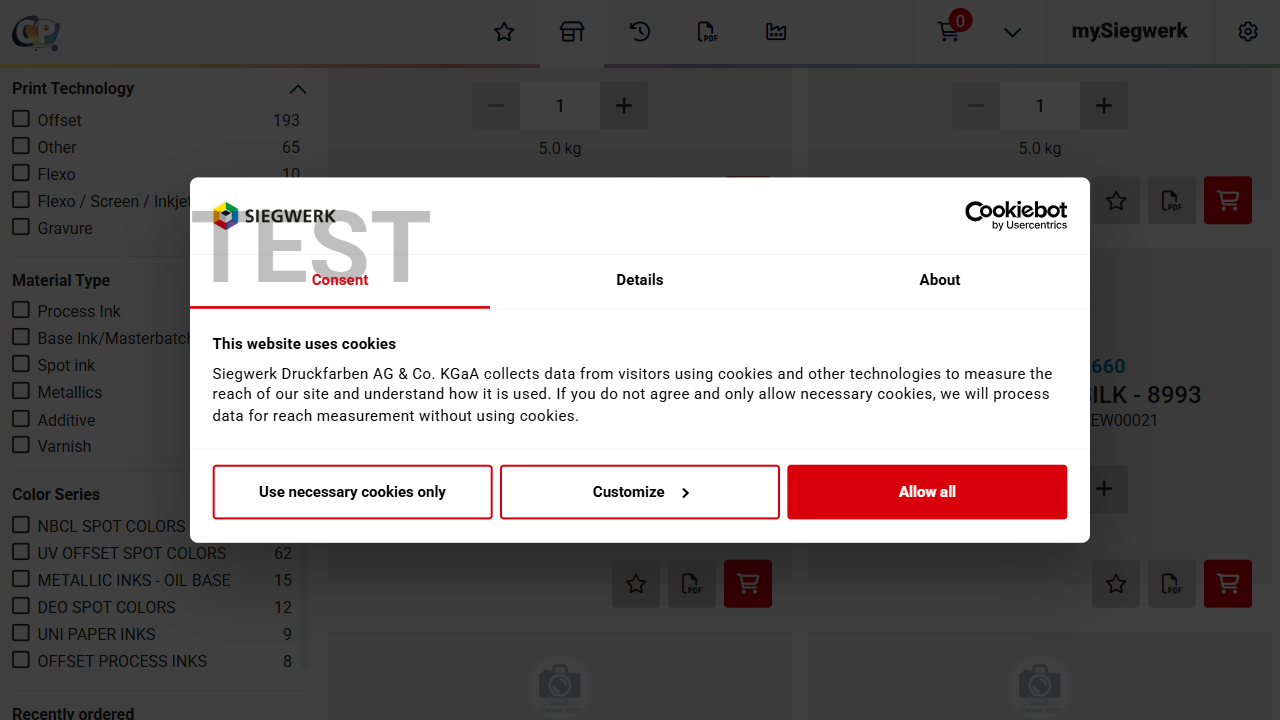 GP
PDF
0
mySiegwerk
Print Technology
Offset 193
Other 65
Flexo 10
Flexo / Screen / Inkjet
Gravure
Material Type
Process Ink
Base Ink/Masterbatch
Spot ink
Metallics
Additive
Varnish
Color Series
NBCL SPOT COLORS
UV OFFSET SPOT COLORS 62
METALLIC INKS - OIL BASE 15
DEO SPOT COLORS 12
UNI PAPER INKS 9
OFFSET PROCESS INKS 8
Recently ordered
1
5.0 kg
1
5.0 kg
PDF
660
ILK - 8993
EW00021
PDF
PDF
SIEGWERK
TEST
Cookiebot
by Usercentrics
Consent
Details
About
This website uses cookies
Siegwerk Druckfarben AG & Co. KGaA collects data from visitors using cookies and other technologies to measure the
reach of our site and understand how it is used. If you do not agree and only allow necessary cookies, we will process
data for reach measurement without using cookies.
Use necessary cookies only
Customize
Allow all